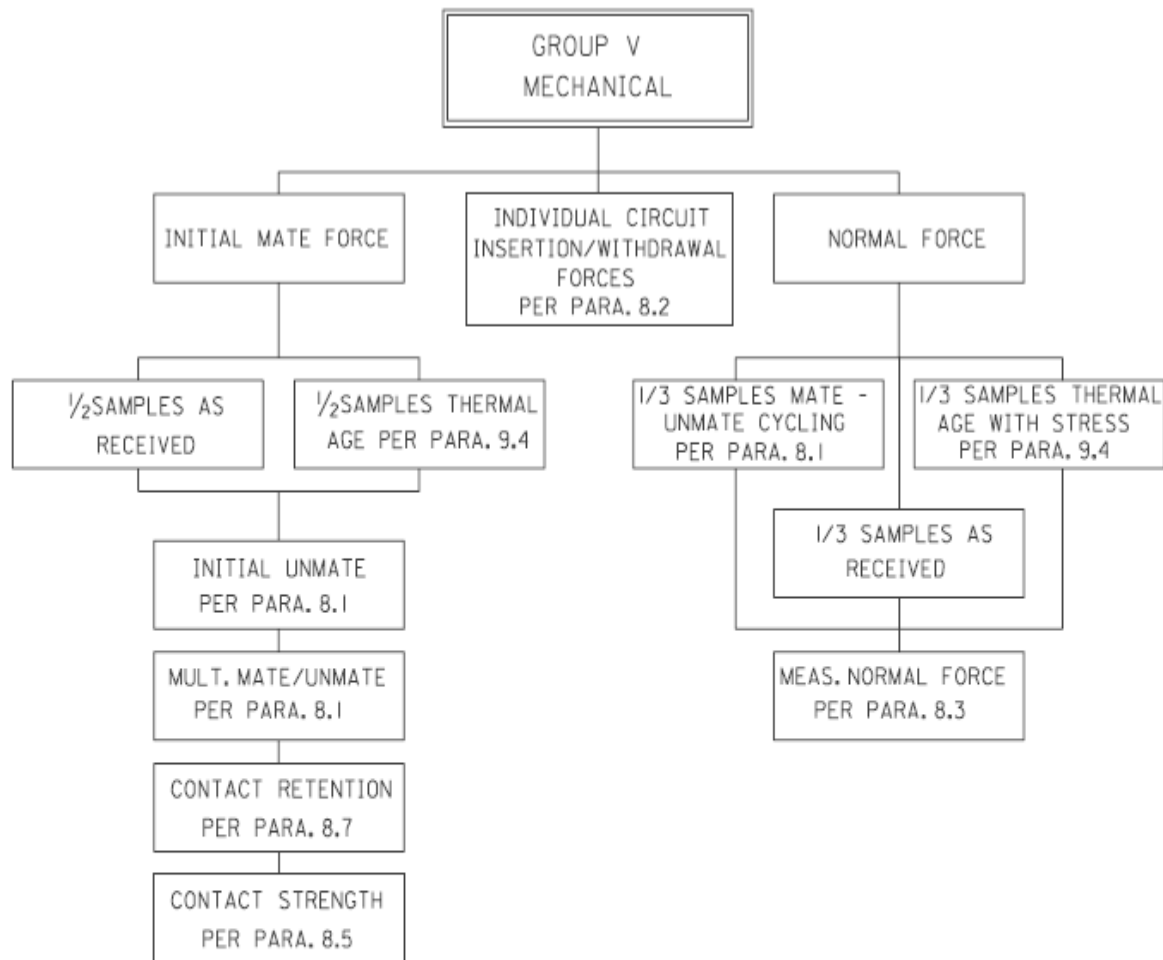 GROUP V
MECHANICAL
INITIAL MATE FORCE
INDIVIDUAL CIRCUIT
INSERTION/WITHDRAWAL
FORCES
PER PARA. 8.2
NORMAL FORCE
1/2 SAMPLES AS
RECEIVED
1/2 SAMPLES THERMAL
AGE PER PARA. 9.4
1/3 SAMPLES MATE -
UNMATE CYCLING
PER PARA. 8.1
1/3 SAMPLES THERMAL
AGE WITH STRESS
PER PARA. 9.4
1/3 SAMPLES AS
RECEIVED
INITIAL UNMATE
PER PARA. 8.1
MULT. MATE/UNMATE
PER PARA. 8.1
MEAS. NORMAL FORCE
PER PARA. 8.3
CONTACT RETENTION
PER PARA. 8.7
CONTACT STRENGTH
PER PARA. 8.5